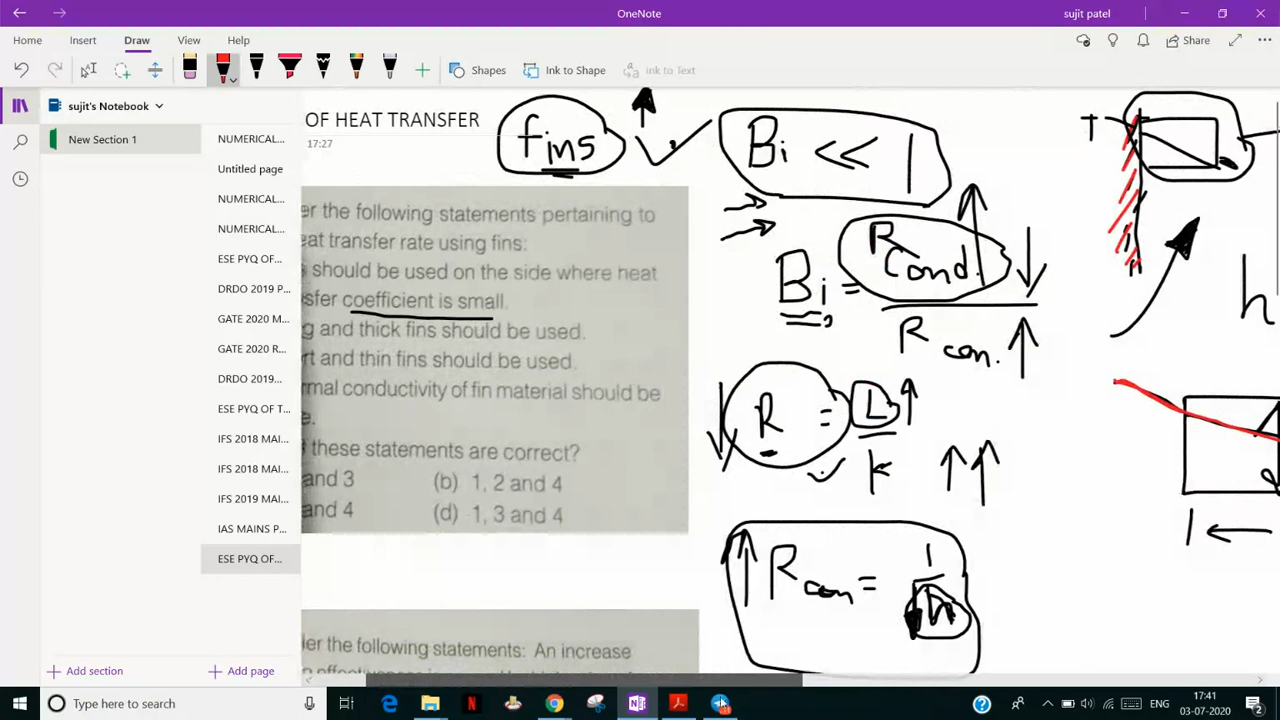 OneNote
sujit patel
Home
Insert
Draw
View
Help
Share
Shapes
Ink to Shape
Ink to Text
sujit's Notebook
New Section 1
NUMERICAL...
Untitled page
NUMERICAL...
NUMERICAL...
ESE PYQ OF...
DRDO 2019 P...
GATE 2020 M...
GATE 2020 R...
DRDO 2019...
ESE PYQ OF T...
IFS 2018 MAI...
IFS 2018 MAI...
IFS 2019 MAI...
IAS MAINS P...
ESE PYQ OF...
Add section
Add page
OF HEAT TRANSFER
17:27
er the following statements pertaining to
eat transfer rate using fins:
s should be used on the side where heat
sfer coefficient is small.
g and thick fins should be used.
rt and thin fins should be used.
rmal conductivity of fin material should be
e.
these statements are correct?
and 3 (b) 1, 2 and 4
and 4 (d) 1, 3 and 4
er the following statements: An increase
fins
Bi << 1
Bi = Rcond.
R con.
R = L
k
Rcon = 1
h
T
h
Type here to search
17:41
03-07-2020
2